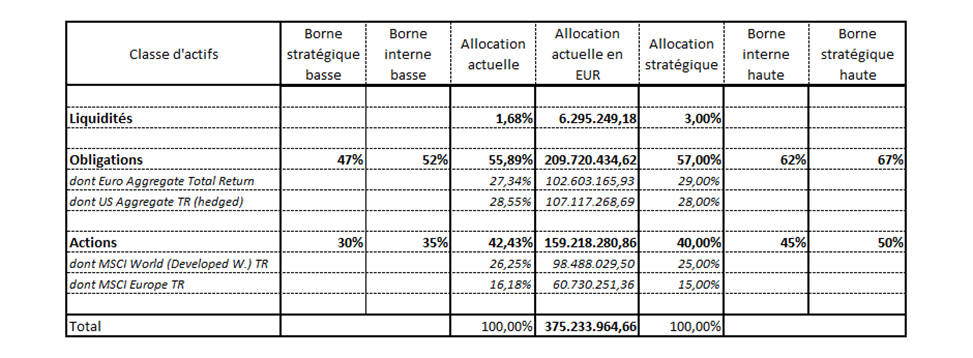 Classe d'actifs Borne stratégique basse Borne interne basse Allocation actuelle Allocation actuelle en EUR Allocation stratégique Borne interne haute Borne stratégique haute
Liquidités 1,68% 6.295.249,18 3,00%
Obligations 47% 52% 55,89% 209.720.434,62 57,00% 62% 67%
dont Euro Aggregate Total Return 27,34% 102.603.165,93 29,00%
dont US Aggregate TR (hedged) 28,55% 107.117.268,69 28,00%
Actions 30% 35% 42,43% 159.218.280,86 40,00% 45% 50%
dont MSCI World (Developed W.) TR 26,25% 98.488.029,50 25,00%
dont MSCI Europe TR 16,18% 60.730.251,36 15,00%
Total 100,00% 375.233.964,66 100,00%